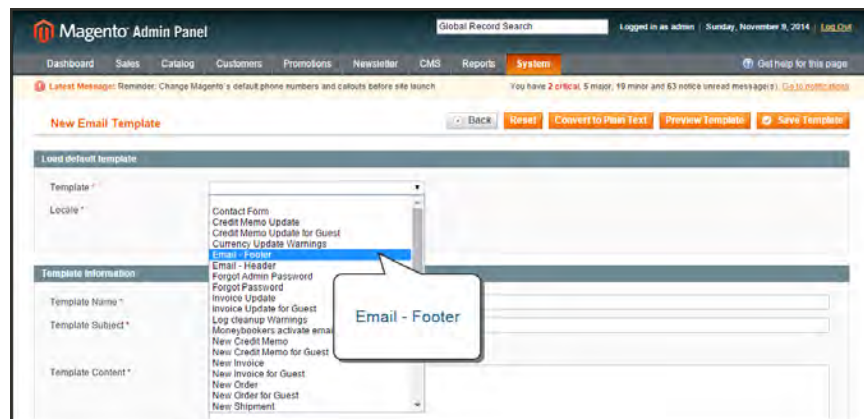 Magento Admin Panel
Global Record Search
Logged in as admin | Sunday, November 9, 2014 | Log Out
Dashboard Sales Catalog Customers Promotions Newsletter CMS Reports System
Get help for this page
Latest Message: Reminder: Change Magento's default phone numbers and callouts before site launch
You have 2 critical, 5 major, 19 minor and 63 notice unread message(s). Go to notifications
New Email Template
Back Reset Convert to Plain Text Preview Template Save Template
Load default template
Template *
Locale *
Contact Form
Credit Memo Update
Credit Memo Update for Guest
Currency Update Warnings
Email - Footer
Email - Header
Forgot Admin Password
Forgot Password
Invoice Update
Invoice Update for Guest
Log cleanup Warnings
Moneybookers activate email
New Credit Memo
New Credit Memo for Guest
New Invoice
New Invoice for Guest
New Order
New Order for Guest
New Shipment
Email - Footer
Template Information
Template Name *
Template Subject *
Template Content *